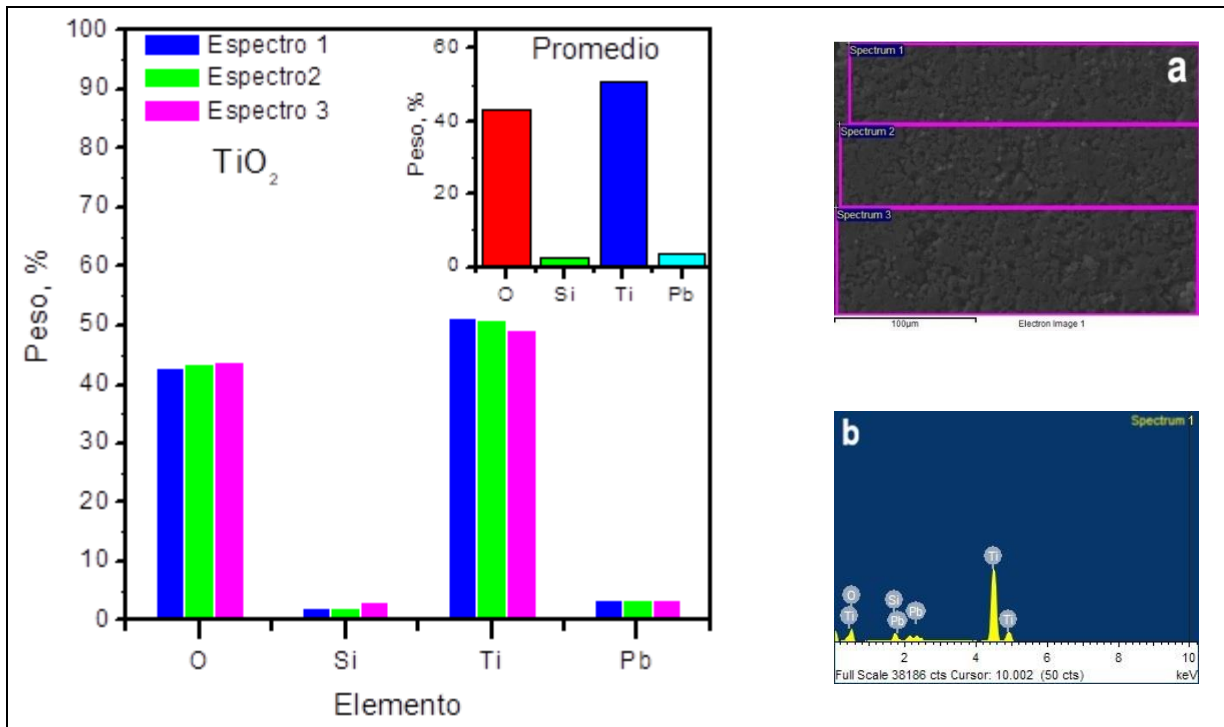 100
90
80
70
60
50
40
30
20
10
0
Peso, %
Espectro 1
Espectro2
Espectro 3
TiO₂
O Si Ti Pb
Elemento
Promedio
60
40
20
0
Peso, %
O Si Ti Pb
Spectrum 1
a
Spectrum 2
Spectrum 3
100µm Electron Image 1
b
Spectrum 1
Ti
O
Si
Pb
Ti
Pb
Ti
2 4 6 8 10
Full Scale 38186 cts Cursor: 10.002 (50 cts) keV